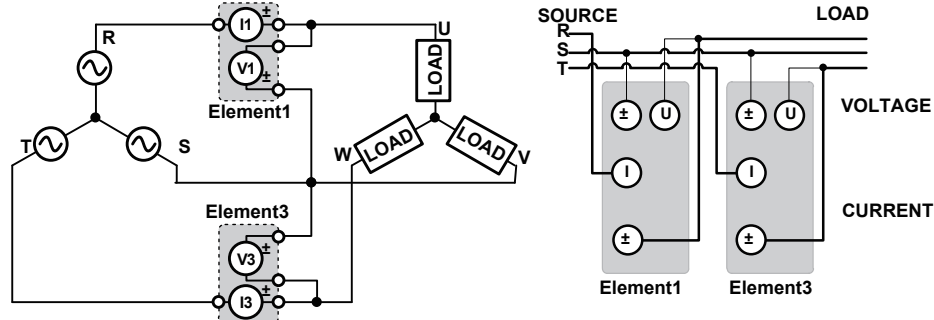 R
I1 ±
V1 ±
Element1
U
LOAD
T
S
W
LOAD
LOAD
V
Element3
V3 ±
I3 ±
SOURCE
LOAD
R
S
T
± U ± U
VOLTAGE
I I
CURRENT
± ±
Element1 Element3